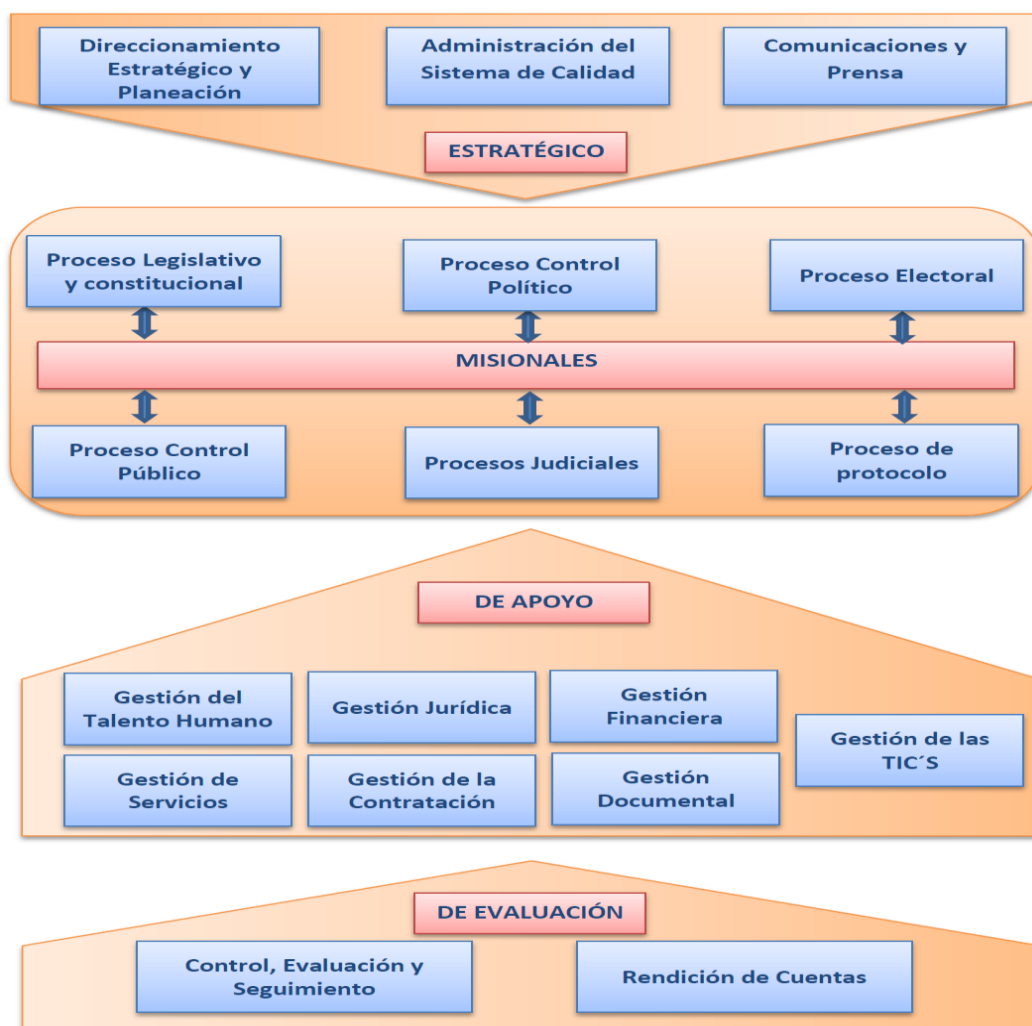 Direccionamiento
Estratégico y
Planeación
Administración del
Sistema de Calidad
Comunicaciones y
Prensa
ESTRATÉGICO
Proceso Legislativo
y constitucional
Proceso Control
Político
Proceso Electoral
MISIONALES
Proceso Control
Público
Procesos Judiciales
Proceso de
protocolo
DE APOYO
Gestión del
Talento Humano
Gestión Jurídica
Gestión
Financiera
Gestión de las
TIC´S
Gestión de
Servicios
Gestión de la
Contratación
Gestión
Documental
DE EVALUACIÓN
Control, Evaluación y
Seguimiento
Rendición de Cuentas